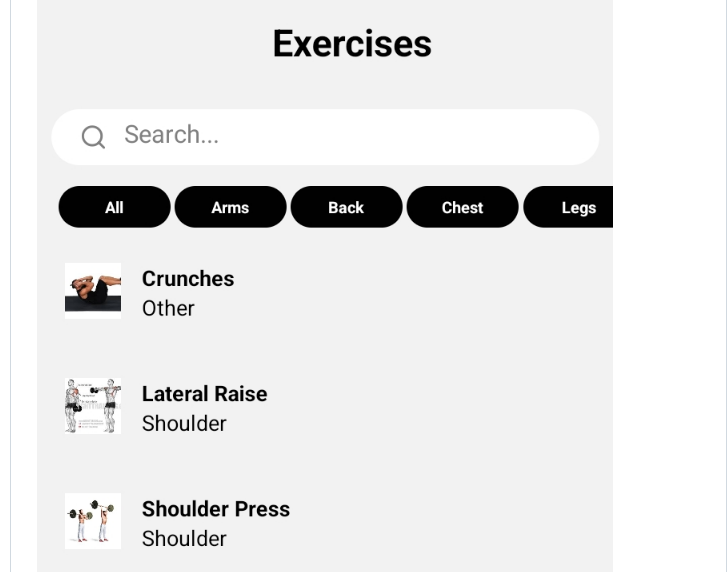 Exercises
Search...
All Arms Back Chest Legs
Crunches
Other
Lateral Raise
Shoulder
Shoulder Press
Shoulder